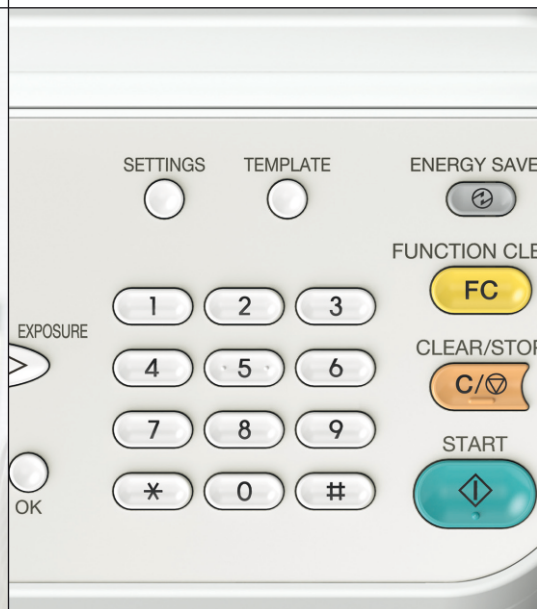 SETTINGS TEMPLATE ENERGY SAVE
FUNCTION CLE
FC
1 2 3
EXPOSURE
CLEAR/STOP
4 5 6
C/
START
7 8 9
* 0 #
OK